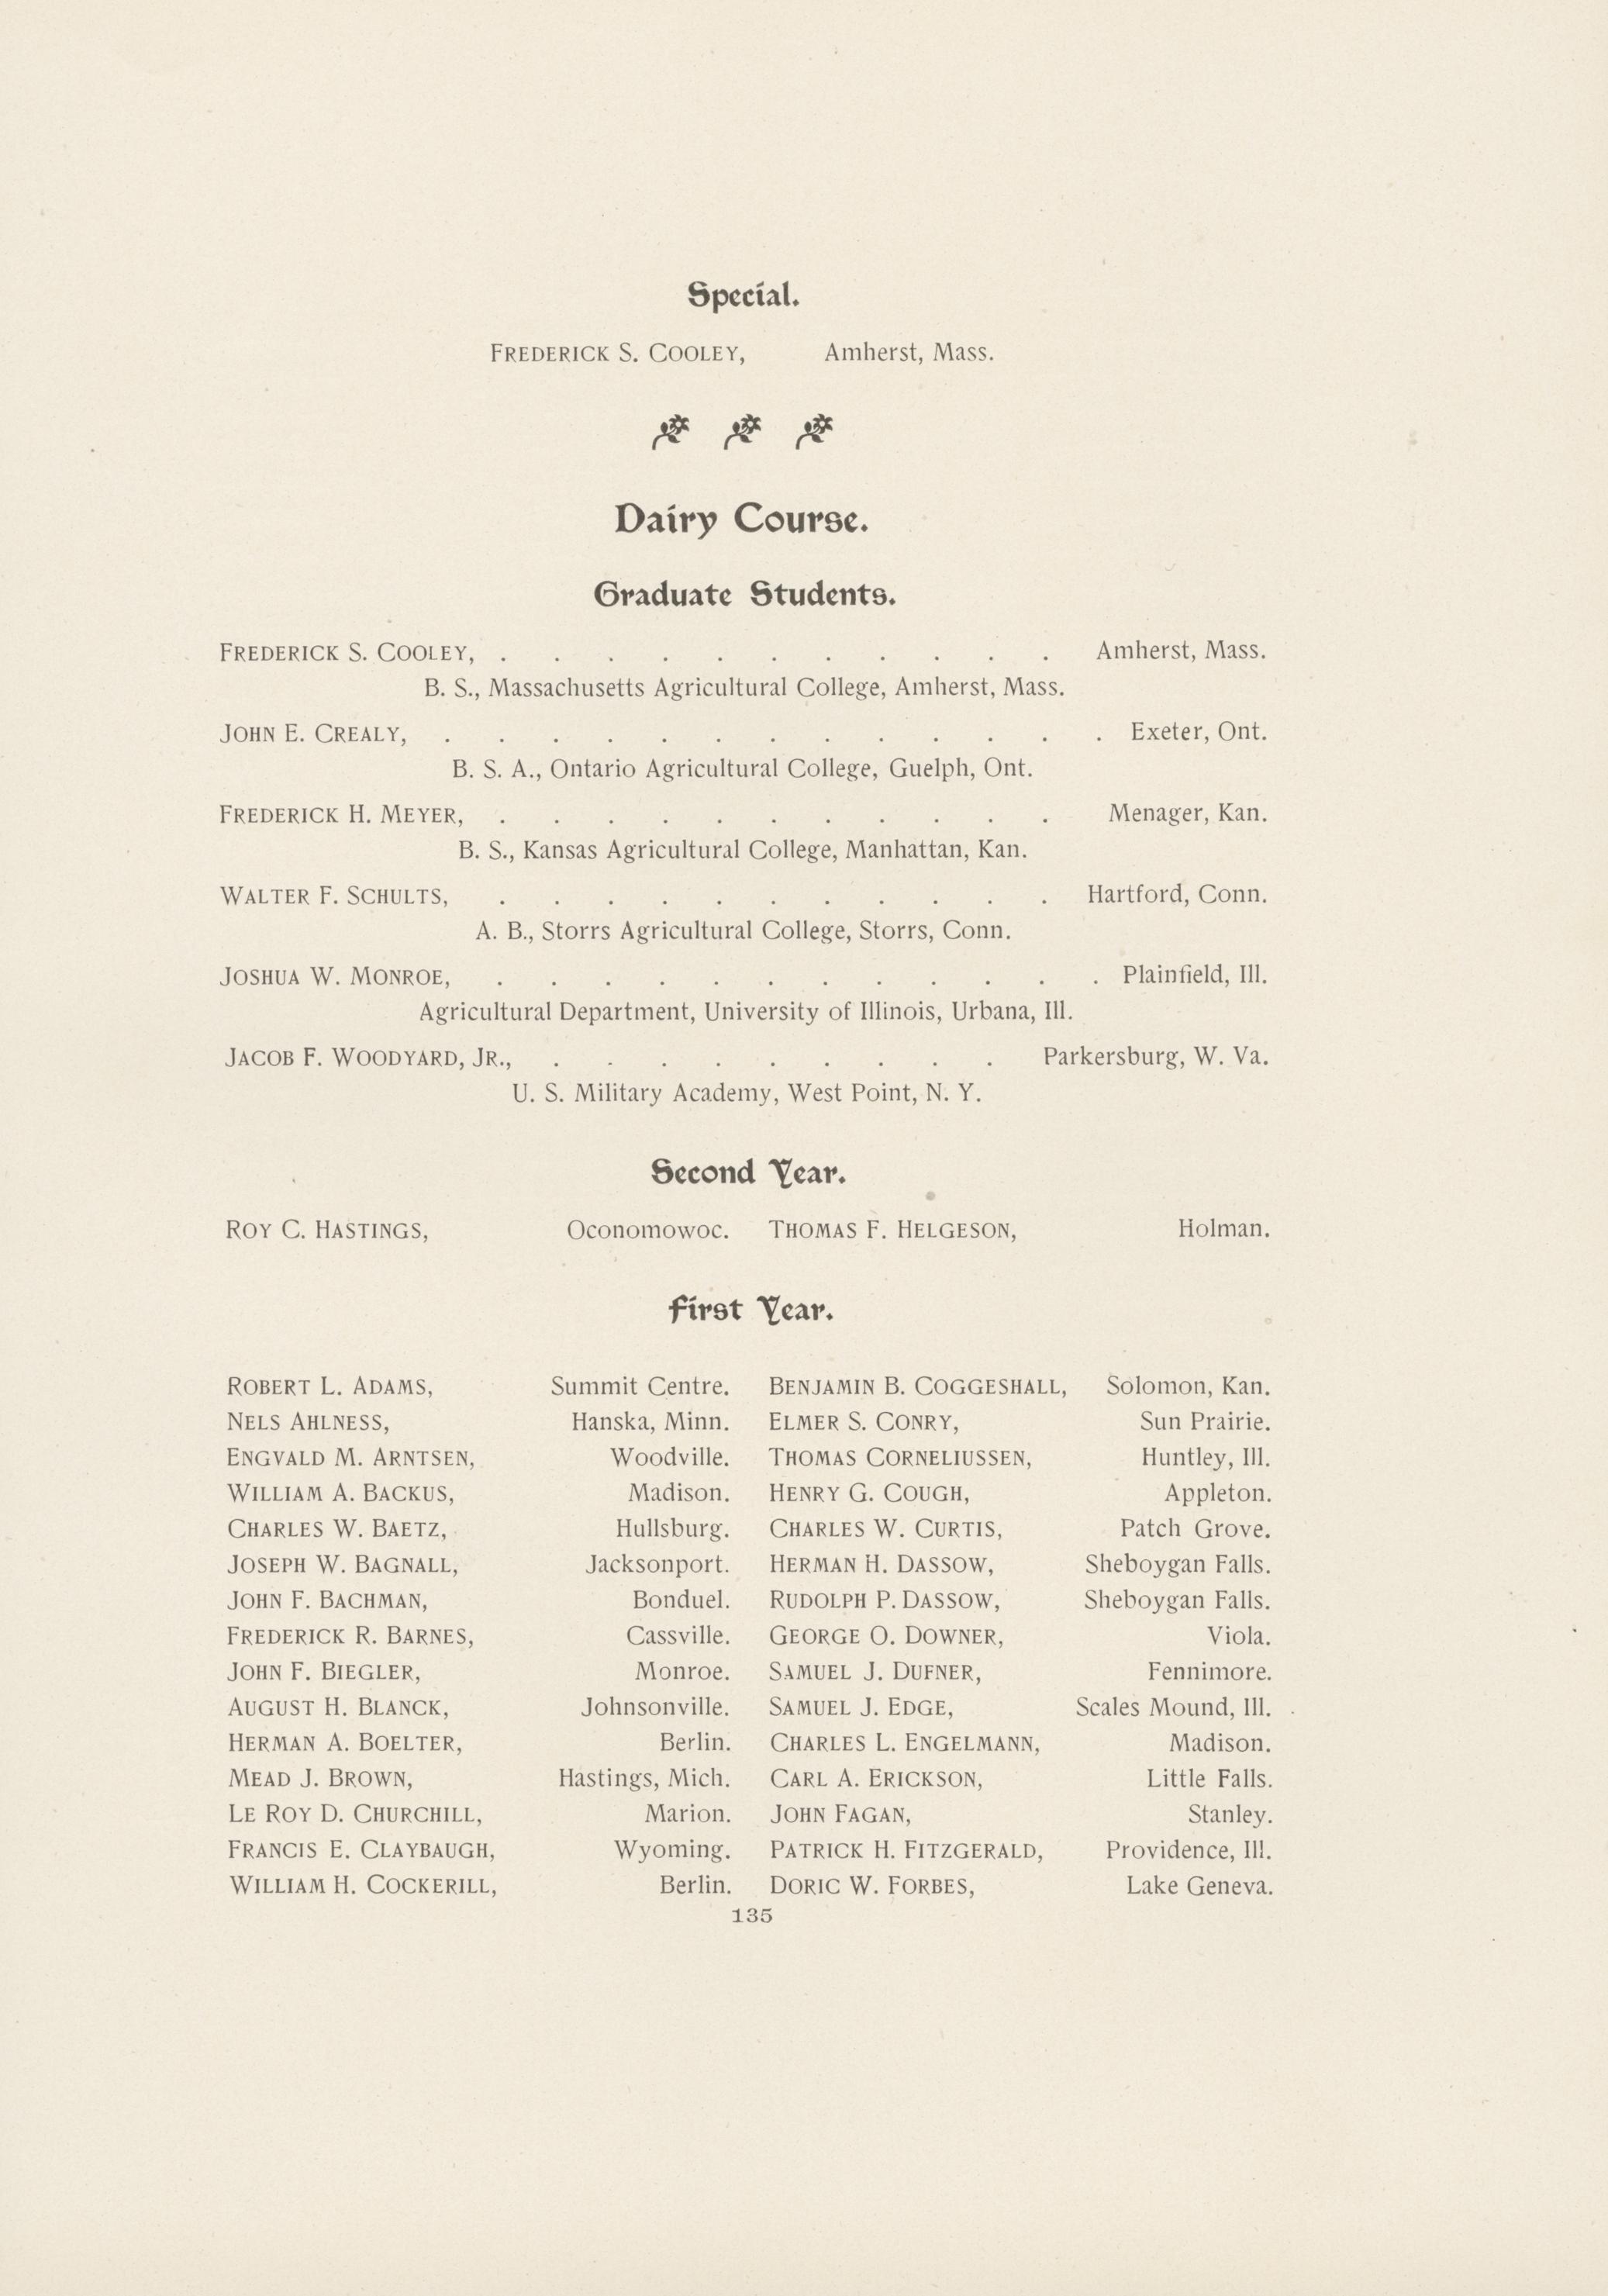 Special.
FREDERICK S. COOLEY, Amherst, Mass.
Dairy Course.
Graduate Students.
FREDERICK S. COOLEY, . . . . . . . . . . . Amherst, Mass.
B. S., Massachusetts Agricultural College, Amherst, Mass.
JOHN E. CREALY, . . . . . . . . . . . . . Exeter, Ont.
B. S. A., Ontario Agricultural College, Guelph, Ont.
FREDERICK H. MEYER, . . . . . . . . . . . Menager, Kan.
B. S., Kansas Agricultural College, Manhattan, Kan.
WALTER F. SCHULTS, . . . . . . . . . . . Hartford, Conn.
A. B., Storrs Agricultural College, Storrs, Conn.
JOSHUA W. MONROE, . . . . . . . . . . . . Plainfield, Ill.
Agricultural Department, University of Illinois, Urbana, Ill.
JACOB F. WOODYARD, JR., . . . . . . . . . Parkersburg, W. Va.
U. S. Military Academy, West Point, N. Y.
Second Year.
ROY C. HASTINGS, Oconomowoc. THOMAS F. HELGESON, Holman.
First Year.
ROBERT L. ADAMS, Summit Centre. BENJAMIN B. COGGESHALL, Solomon, Kan.
NELS AHLNESS, Hanska, Minn. ELMER S. CONRY, Sun Prairie.
ENGVALD M. ARNTSEN, Woodville. THOMAS CORNELIUSSEN, Huntley, Ill.
WILLIAM A. BACKUS, Madison. HENRY G. COUGH, Appleton.
CHARLES W. BAETZ, Hullsburg. CHARLES W. CURTIS, Patch Grove.
JOSEPH W. BAGNALL, Jacksonport. HERMAN H. DASSOW, Sheboygan Falls.
JOHN F. BACHMAN, Bonduel. RUDOLPH P. DASSOW, Sheboygan Falls.
FREDERICK R. BARNES, Cassville. GEORGE O. DOWNER, Viola.
JOHN F. BIEGLER, Monroe. SAMUEL J. DUFNER, Fennimore.
AUGUST H. BLANCK, Johnsonville. SAMUEL J. EDGE, Scales Mound, Ill.
HERMAN A. BOELTER, Berlin. CHARLES L. ENGELMANN, Madison.
MEAD J. BROWN, Hastings, Mich. CARL A. ERICKSON, Little Falls.
LE ROY D. CHURCHILL, Marion. JOHN FAGAN, Stanley.
FRANCIS E. CLAYBAUGH, Wyoming. PATRICK H. FITZGERALD, Providence, Ill.
WILLIAM H. COCKERILL, Berlin. DORIC W. FORBES, Lake Geneva.
135